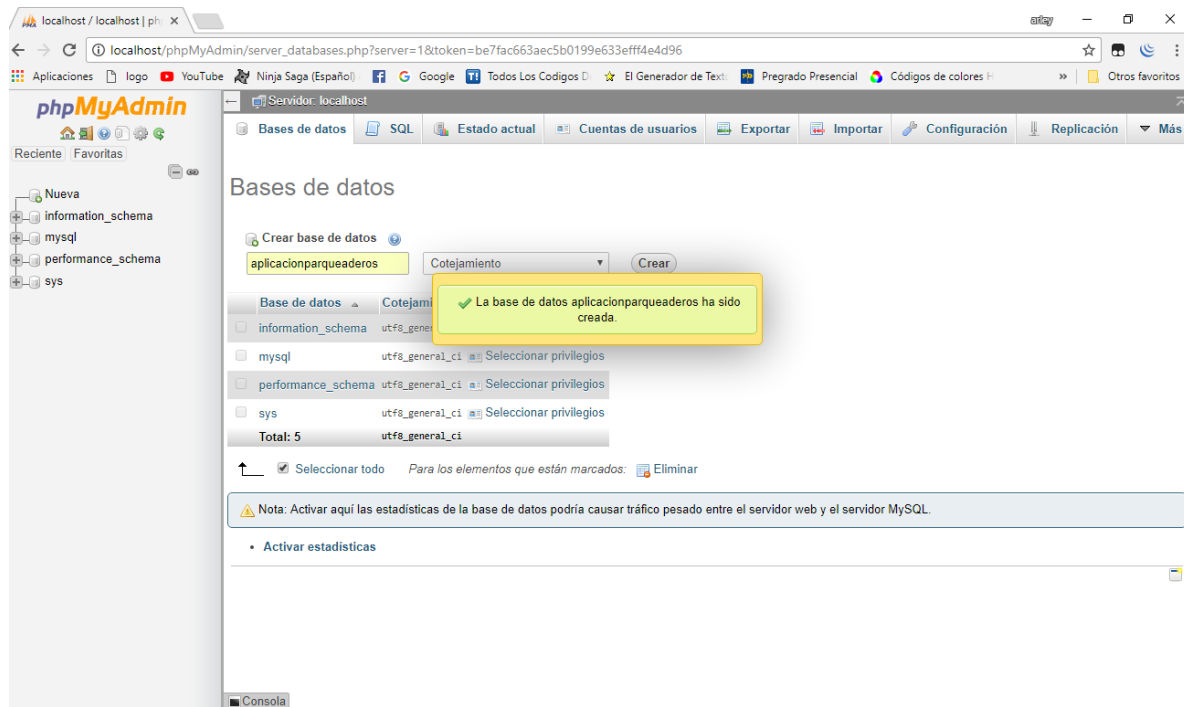 localhost / localhost | ph
artey
localhost/phpMyAdmin/server_databases.php?server=1&token=be7fac663aec5b0199e633efff4e4d96
Aplicaciones logo YouTube Ninja Saga (Español) Google Todos Los Codigos D El Generador de Text Pregrado Presencial Códigos de colores H » Otros favoritos
phpMyAdmin
Reciente Favoritas
Nueva
information_schema
mysql
performance_schema
sys
Servidor: localhost
Bases de datos SQL Estado actual Cuentas de usuarios Exportar Importar Configuración Replicación Más
Bases de datos
Crear base de datos
aplicacionparqueaderos Cotejamiento Crear
La base de datos aplicacionparqueaderos ha sido
creada.
Base de datos Cotejami
information_schema utf8_gene
mysql utf8_general_ci Seleccionar privilegios
performance_schema utf8_general_ci Seleccionar privilegios
sys utf8_general_ci Seleccionar privilegios
Total: 5 utf8_general_ci
Seleccionar todo Para los elementos que están marcados: Eliminar
Nota: Activar aquí las estadísticas de la base de datos podría causar tráfico pesado entre el servidor web y el servidor MySQL.
• Activar estadísticas
Consola